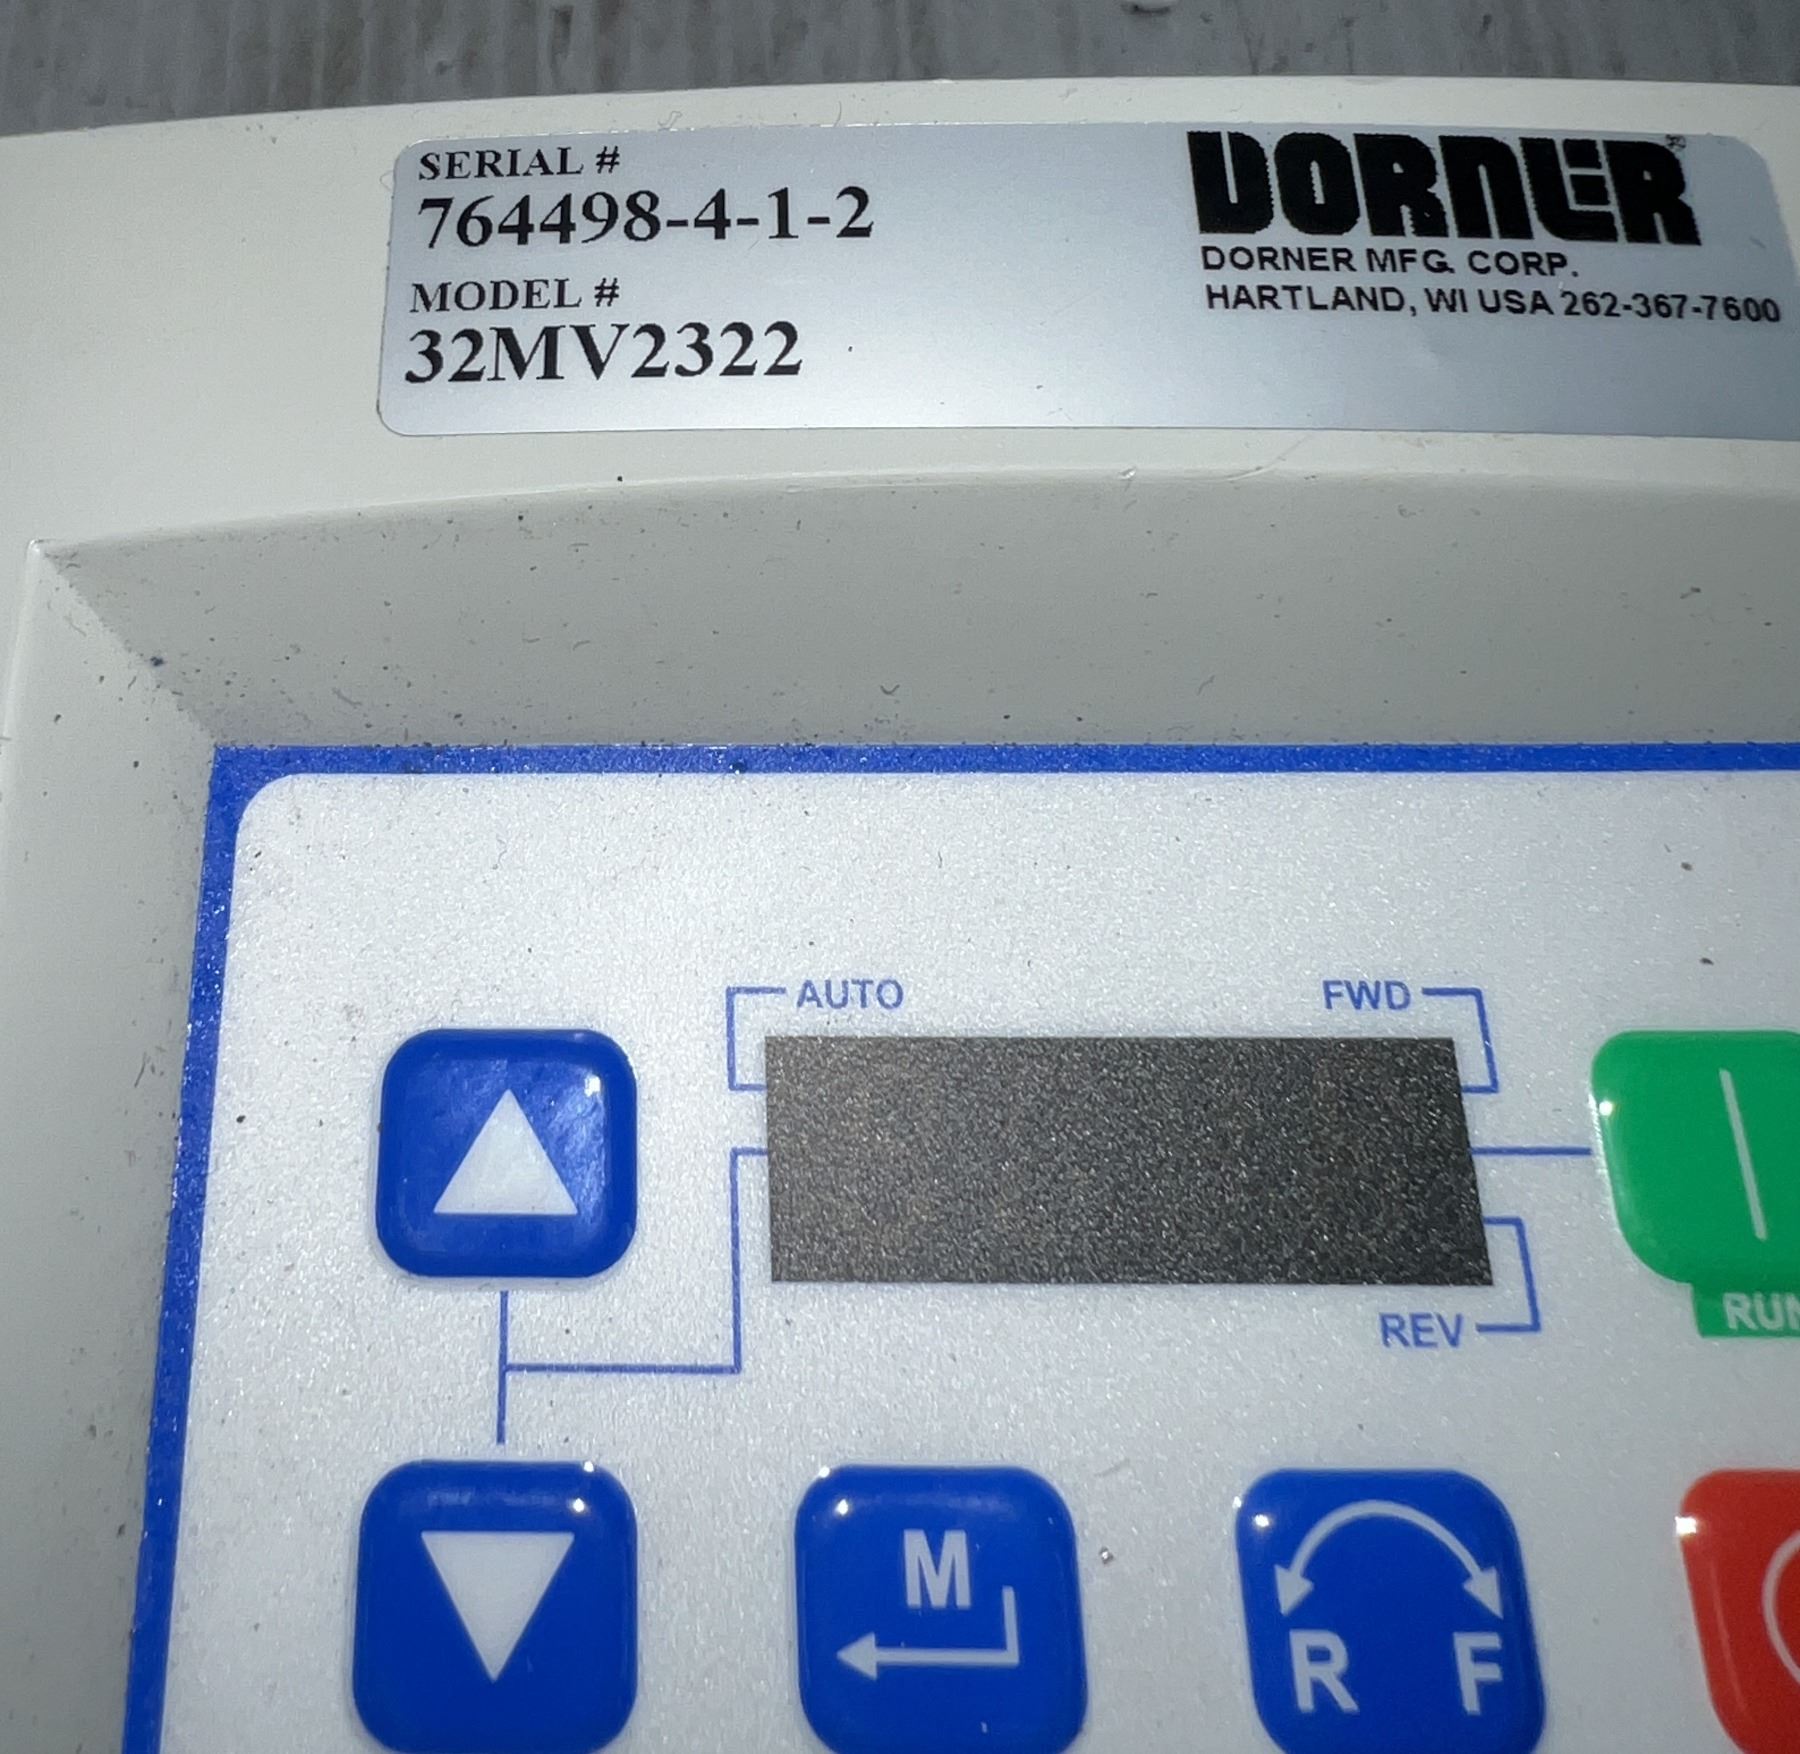 SERIAL #
764498-4-1-2
MODEL #
32MV2322
DORNER®
DORNER MFG. CORP.
HARTLAND, WI USA 262-367-7600
AUTO
FWD
REV
M
R F